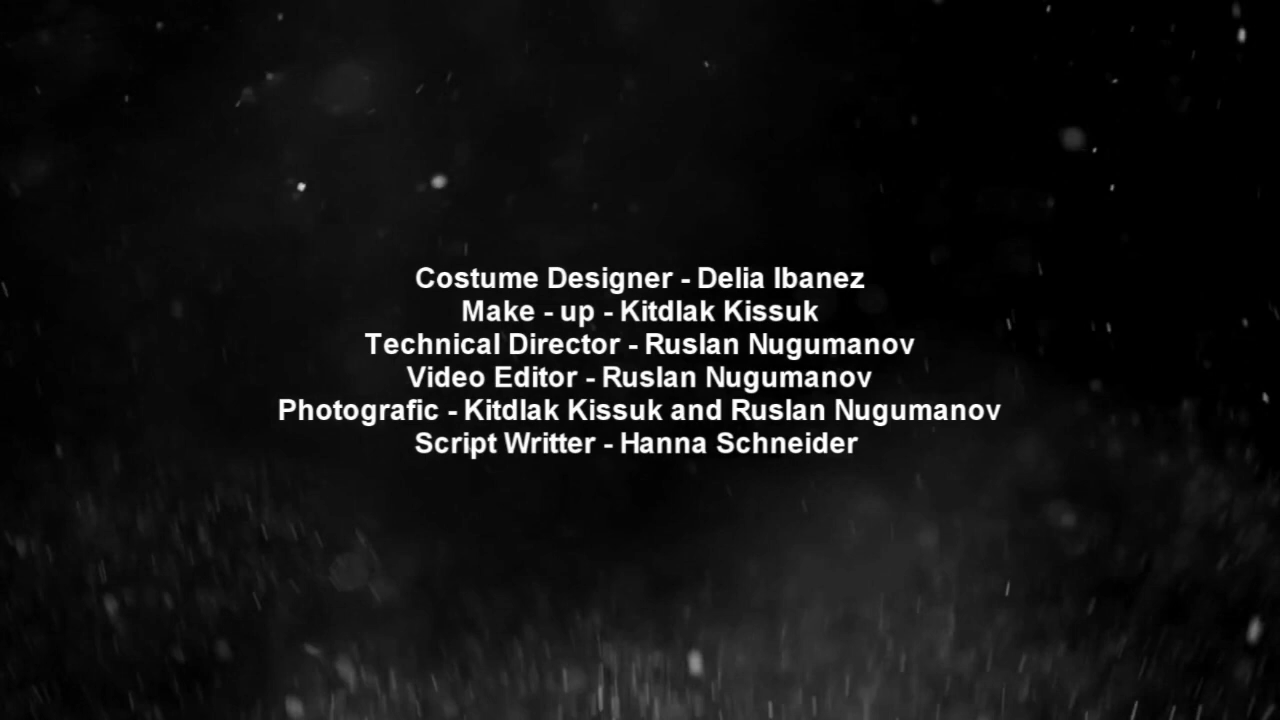 Costume Designer - Delia Ibanez
Make - up - Kitdlak Kissuk
Technical Director - Ruslan Nugumanov
Video Editor - Ruslan Nugumanov
Photografic - Kitdlak Kissuk and Ruslan Nugumanov
Script Writter - Hanna Schneider